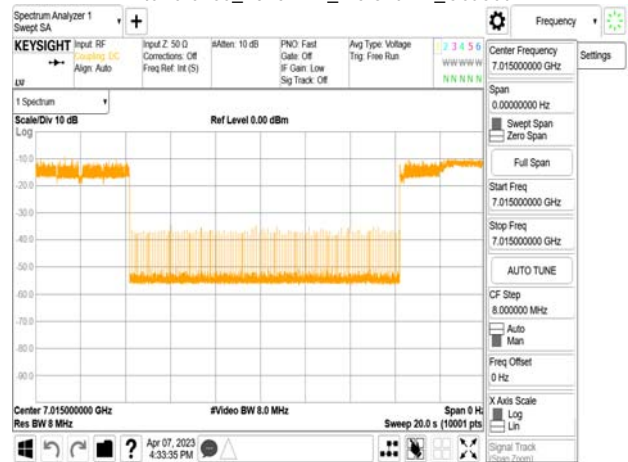 Spectrum Analyzer 1
Swept SA
Frequency
Settings
KEYSIGHT
Input: RF
Coupling: DC
Align: Auto
Input Z: 50 Ω
Corrections: Off
Freq Ref: Int (S)
#Atten: 10 dB
PNO: Fast
Gate: Off
IF Gain: Low
Sig Track: Off
Avg Type: Voltage
Trig: Free Run
1 2 3 4 5 6
W W W W W
N N N N N
LXI
1 Spectrum
Scale/Div 10 dB
Ref Level 0.00 dBm
Log
-10.0
-20.0
-30.0
-40.0
-50.0
-60.0
-70.0
-80.0
-90.0
Center 7.015000000 GHz
#Video BW 8.0 MHz
Span 0 Hz
Res BW 8 MHz
Sweep 20.0 s (10001 pts
Center Frequency
7.015000000 GHz
Span
0.00000000 Hz
Swept Span
Zero Span
Full Span
Start Freq
7.015000000 GHz
Stop Freq
7.015000000 GHz
AUTO TUNE
CF Step
8.000000 MHz
Auto
Man
Freq Offset
0 Hz
X Axis Scale
Log
Lin
Signal Track
(Span Zoom)
Apr 07, 2023
4:33:35 PM